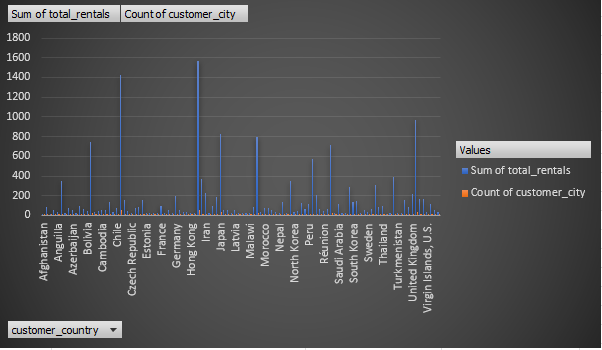 Sum of total_rentals Count of customer_city
1800
1600
1400
1200
1000
800
600
400
200
0
Afghanistan
Anguilla
Azerbaijan
Bolivia
Cambodia
Chile
Czech Republic
Estonia
France
Germany
Hong Kong
Iran
Japan
Latvia
Malawi
Morocco
Nepal
North Korea
Peru
Réunion
Saudi Arabia
South Korea
Sweden
Thailand
Turkmenistan
United Kingdom
Virgin Islands, U.S.
Values
Sum of total_rentals
Count of customer_city
customer_country